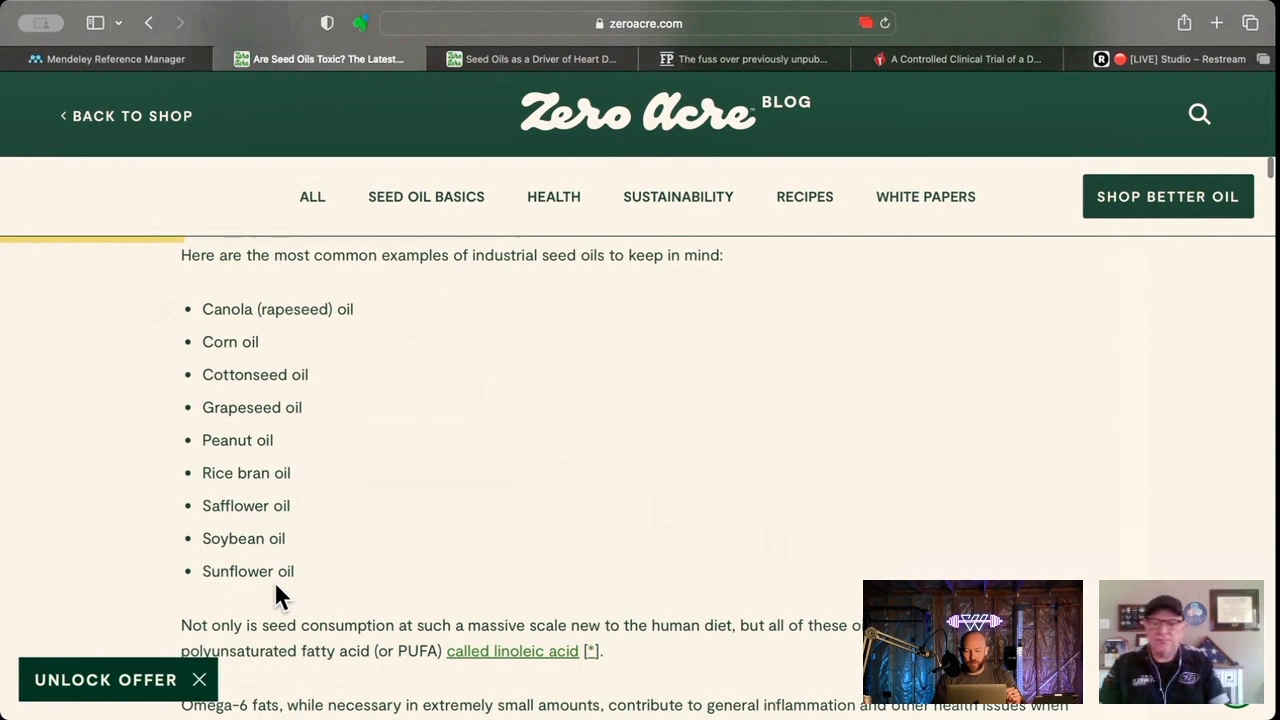 zeroacre.com
Mendeley Reference Manager
Are Seed Oils Toxic? The Latest...
Seed Oils as a Driver of Heart D...
FP The fuss over previously unpub...
A Controlled Clinical Trial of a D...
R [LIVE] Studio – Restream
BACK TO SHOP
Zero Acre™ BLOG
ALL
SEED OIL BASICS
HEALTH
SUSTAINABILITY
RECIPES
WHITE PAPERS
SHOP BETTER OIL
Here are the most common examples of industrial seed oils to keep in mind:
• Canola (rapeseed) oil
• Corn oil
• Cottonseed oil
• Grapeseed oil
• Peanut oil
• Rice bran oil
• Safflower oil
• Soybean oil
• Sunflower oil
Not only is seed consumption at such a massive scale new to the human diet, but all of these
polyunsaturated fatty acid (or PUFA) called linoleic acid [*].
UNLOCK OFFER
Omega-6 fats, while necessary in extremely small amounts, contribute to general inflammation and other health issues when